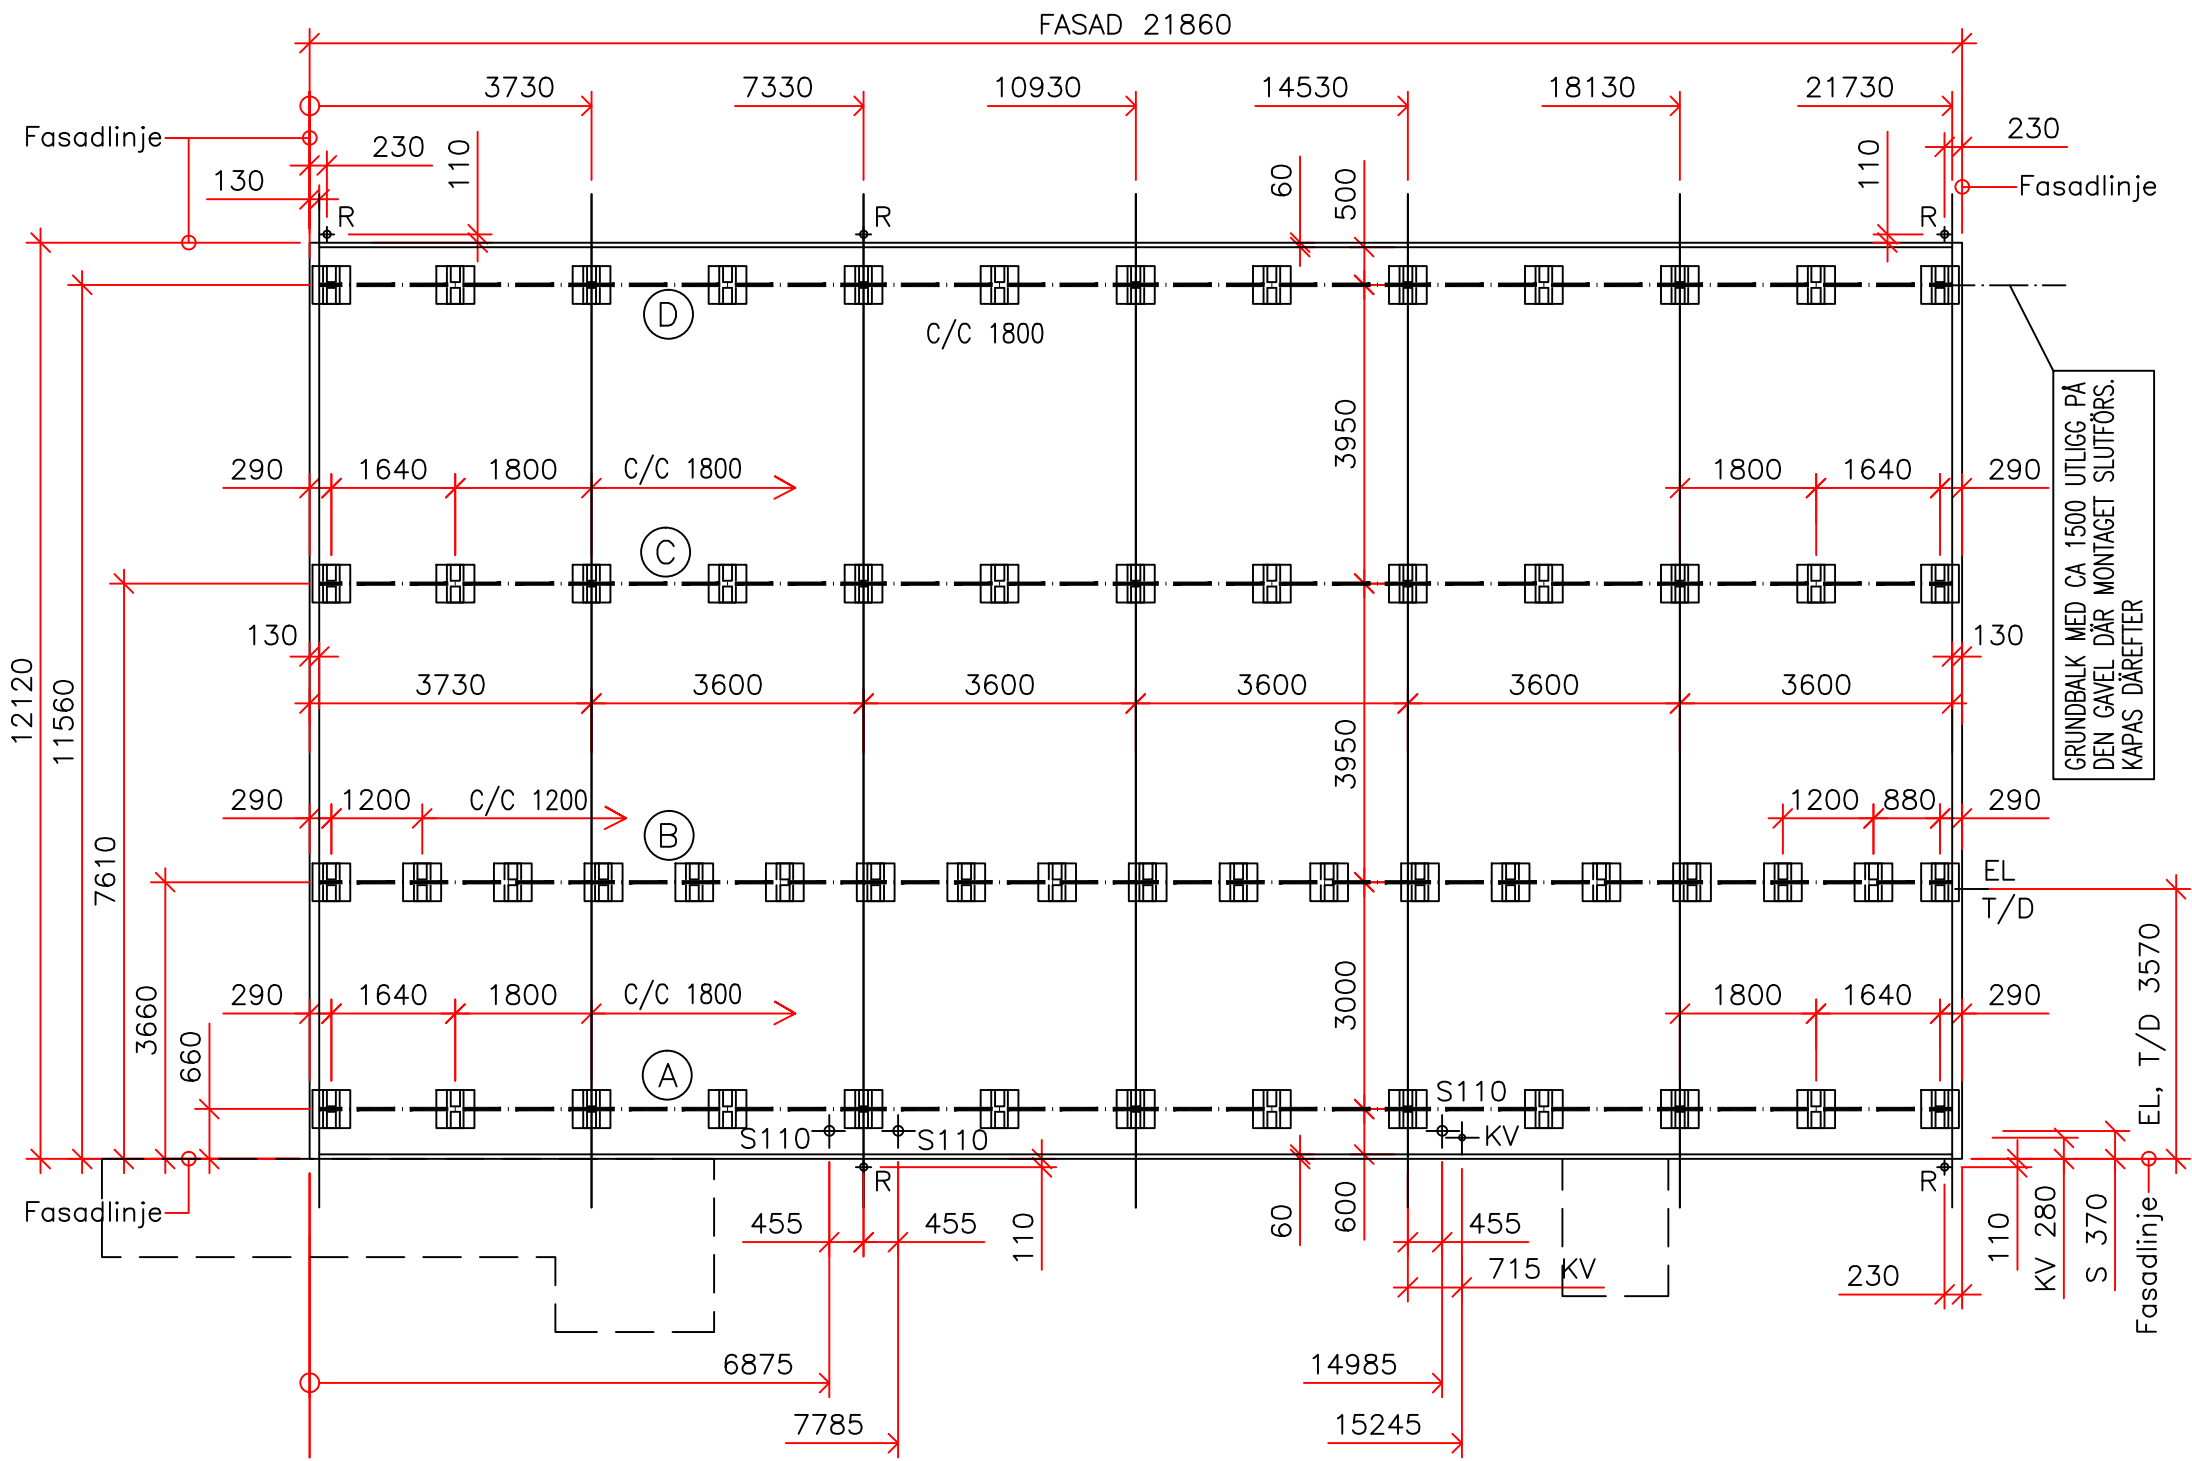 FASAD 21860
3730
7330
10930
14530
18130
21730
Fasadlinje
230
110
60
500
110
230
130
Fasadlinje
R
R
R
D
C/C 1800
12120
11560
7610
3660
660
3950
GRUNDBALK MED CA 1500 UTLIGG PÅ
DEN GAVEL DÄR MONTAGET SLUTFÖRS.
KAPAS DÄREFTER
290
1640
1800
C/C 1800
1800
1640
290
C
130
130
3730
3600
3600
3600
3600
3600
3950
290
1200
C/C 1200
1200
880
290
B
EL
T/D
290
1640
1800
C/C 1800
3000
1800
1640
290
EL, T/D 3570
A
S110
S110
S110
KV
Fasadlinje
R
R
455
455
110
60
600
455
715 KV
230
110
KV 280
S 370
Fasadlinje
6875
14985
7785
15245